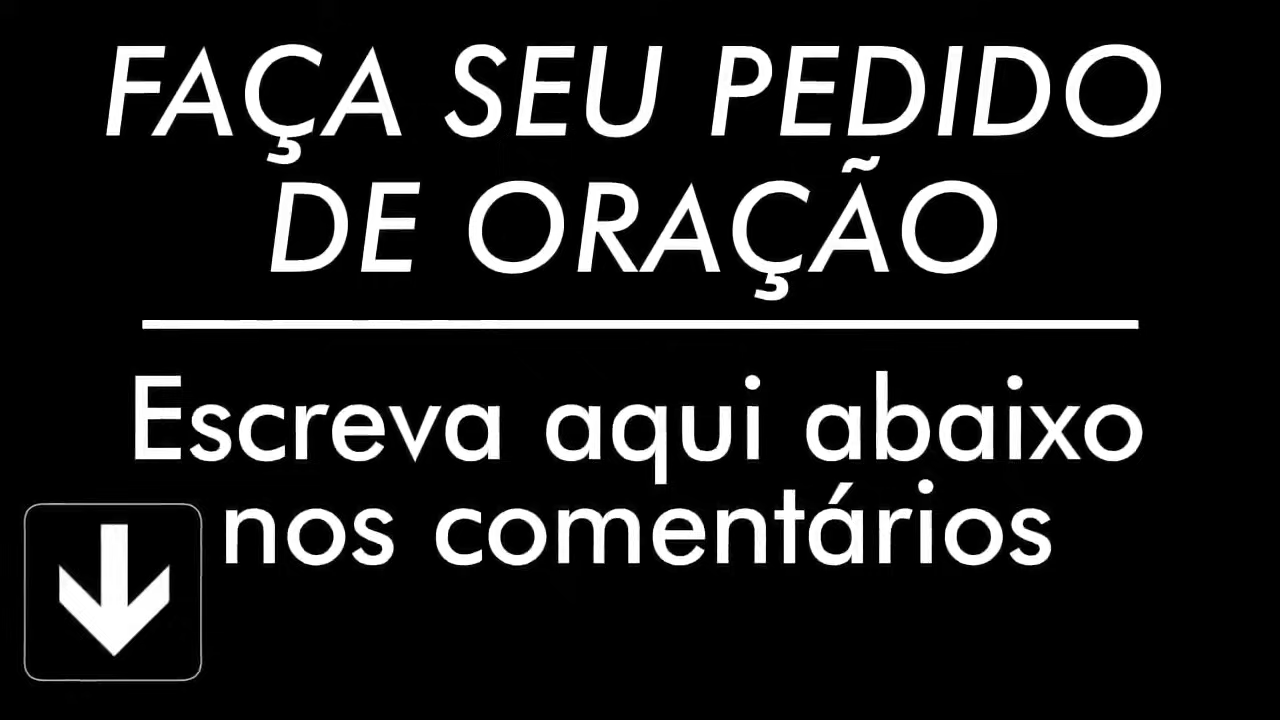 FAÇA SEU PEDIDO
DE ORAÇÃO
Escreva aqui abaixo
nos comentários